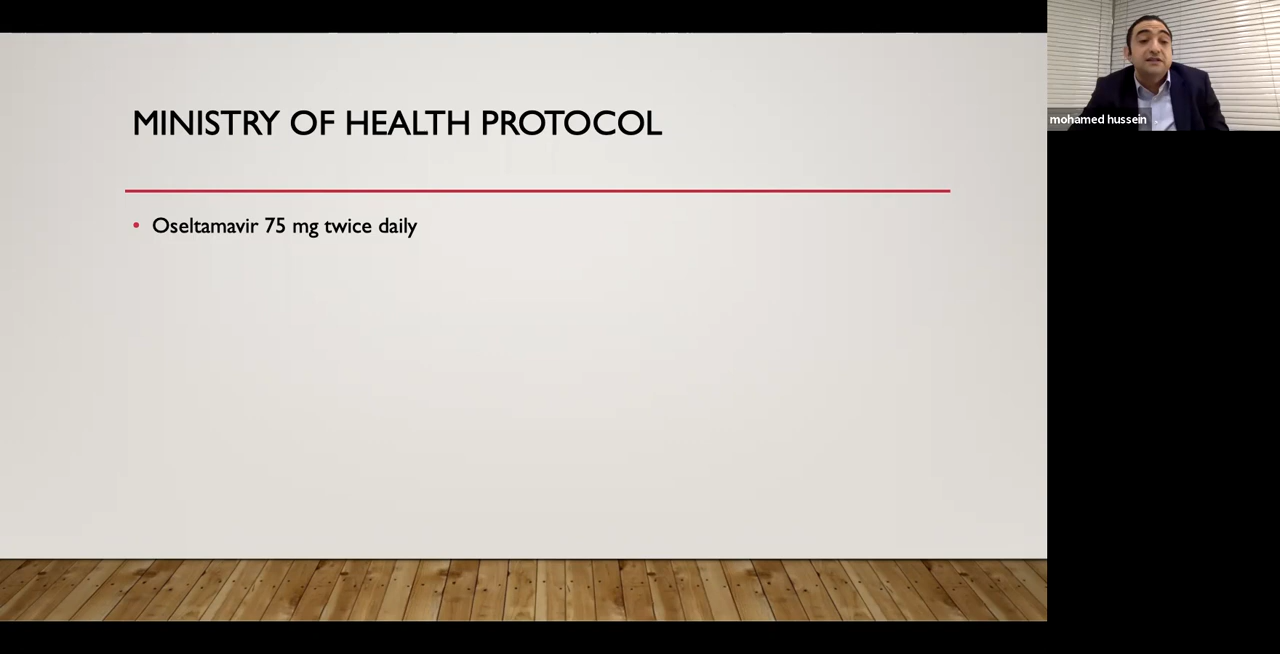 MINISTRY OF HEALTH PROTOCOL
• Oseltamavir 75 mg twice daily
mohamed hussein